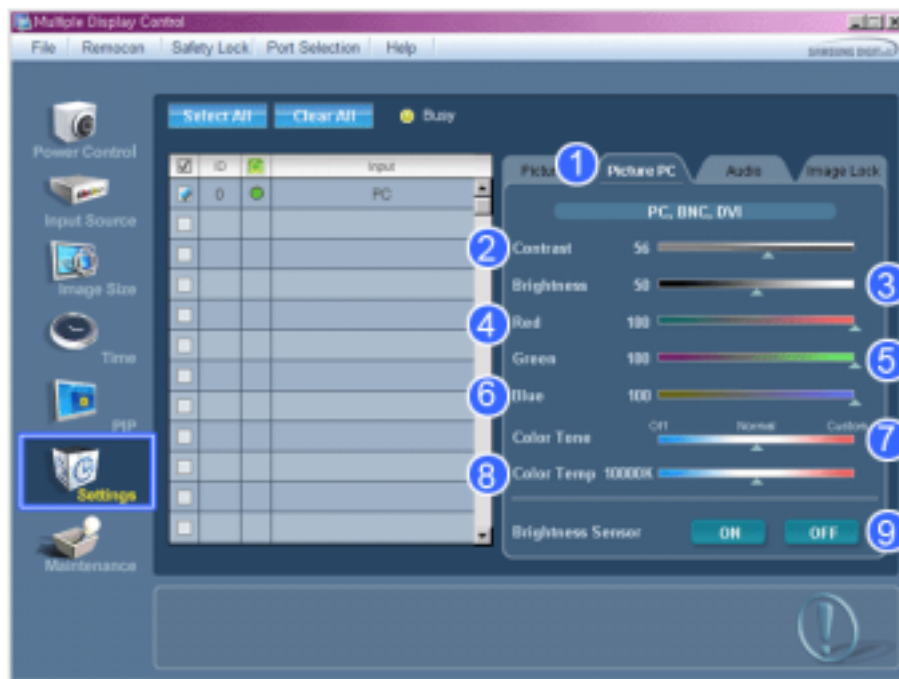 Multiple Display Control
File Remocon Safety Lock Port Selection Help
SAMSUNG DIGITall
Select All Clear All Busy
Power Control
Input Source
Image Size
Time
PIP
Settings
Maintenance
ID Input
0 PC
1 Picture PC Audio Image Lock
PC, BNC, DVI
2 Contrast 56
Brightness 50 3
4 Red 100
Green 100 5
6 Blue 100
Off Normal Custom
Color Tone 7
8 Color Temp 10000K
Brightness Sensor ON OFF 9